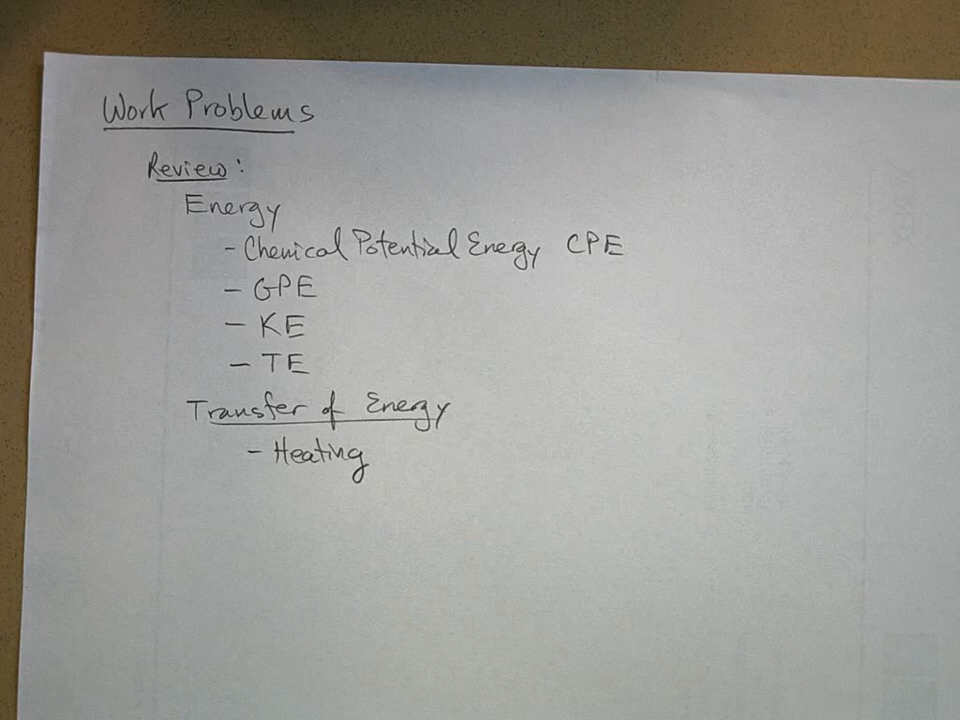 Work Problems
Review:
Energy
- Chemical Potential Energy CPE
- GPE
- KE
- TE
Transfer of Energy
- Heating